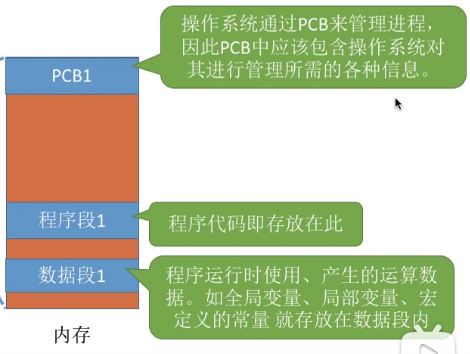 操作系统通过PCB来管理进程，
因此PCB中应该包含操作系统对
其进行管理所需的各种信息。
PCB1
程序段1
程序代码即存放在此
数据段1
程序运行时使用、产生的运算数
据。如全局变量、局部变量、宏
定义的常量 就存放在数据段内
内存